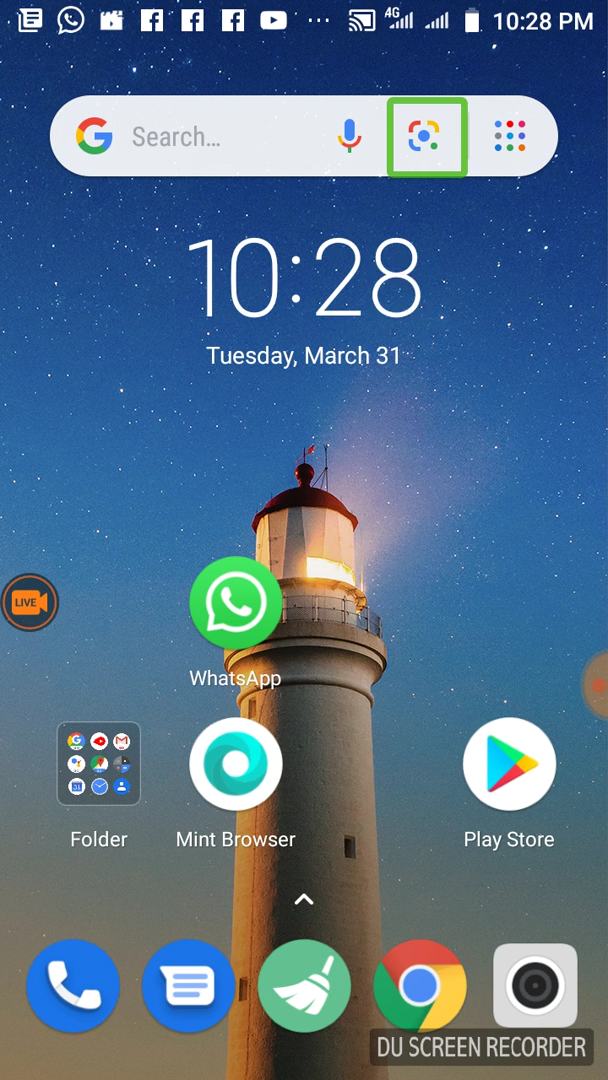 4G 10:28 PM
Search...
10:28
Tuesday, March 31
LIVE
WhatsApp
Folder Mint Browser Play Store
DU SCREEN RECORDER